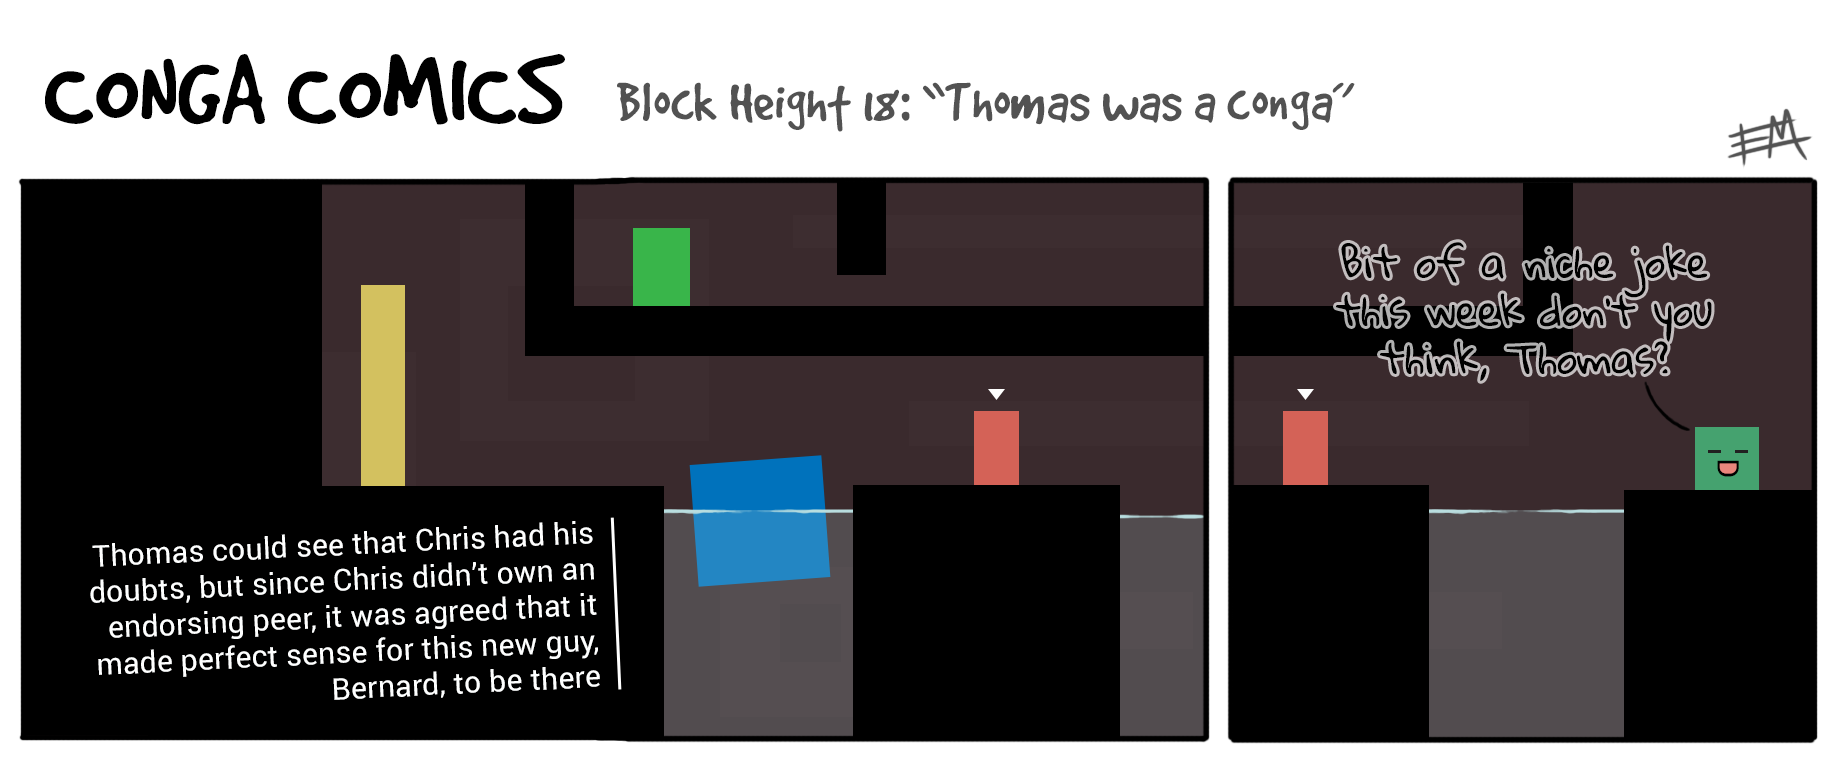 CONGA COMICS
Block Height 18: “Thomas was a conga”
EM
Thomas could see that Chris had his
doubts, but since Chris didn’t own an
endorsing peer, it was agreed that it
made perfect sense for this new guy,
Bernard, to be there
Bit of a niche joke
this week don't you
think, Thomas?